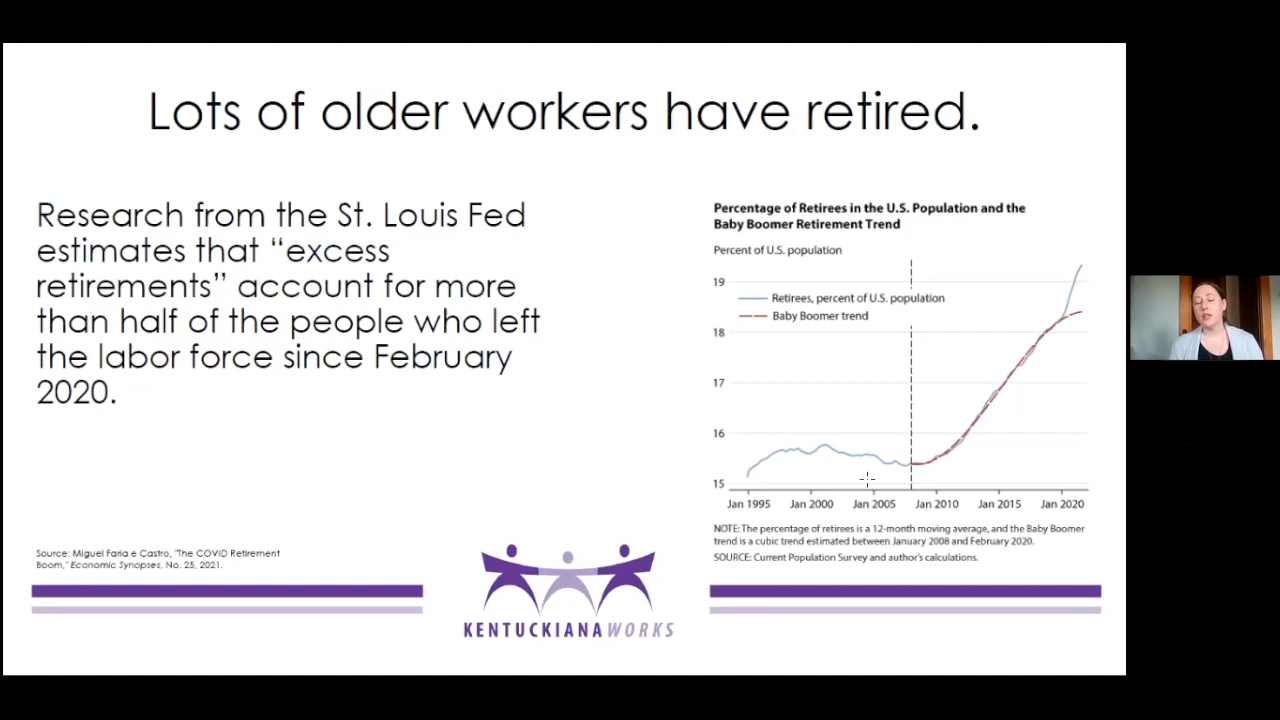 Lots of older workers have retired.
Research from the St. Louis Fed
estimates that “excess
retirements” account for more
than half of the people who left
the labor force since February
2020.
Source: Miguel Faria e Castro, "The COVID Retirement
Boom," Economic Synopses, No. 25, 2021.
KENTUCKIANAWORKS
Percentage of Retirees in the U.S. Population and the
Baby Boomer Retirement Trend
Percent of U.S. population
19
18
17
16
15
Retirees, percent of U.S. population
Baby Boomer trend
Jan 1995 Jan 2000 Jan 2005 Jan 2010 Jan 2015 Jan 2020
NOTE: The percentage of retirees is a 12-month moving average, and the Baby Boomer
trend is a cubic trend estimated between January 2008 and February 2020.
SOURCE: Current Population Survey and author's calculations.